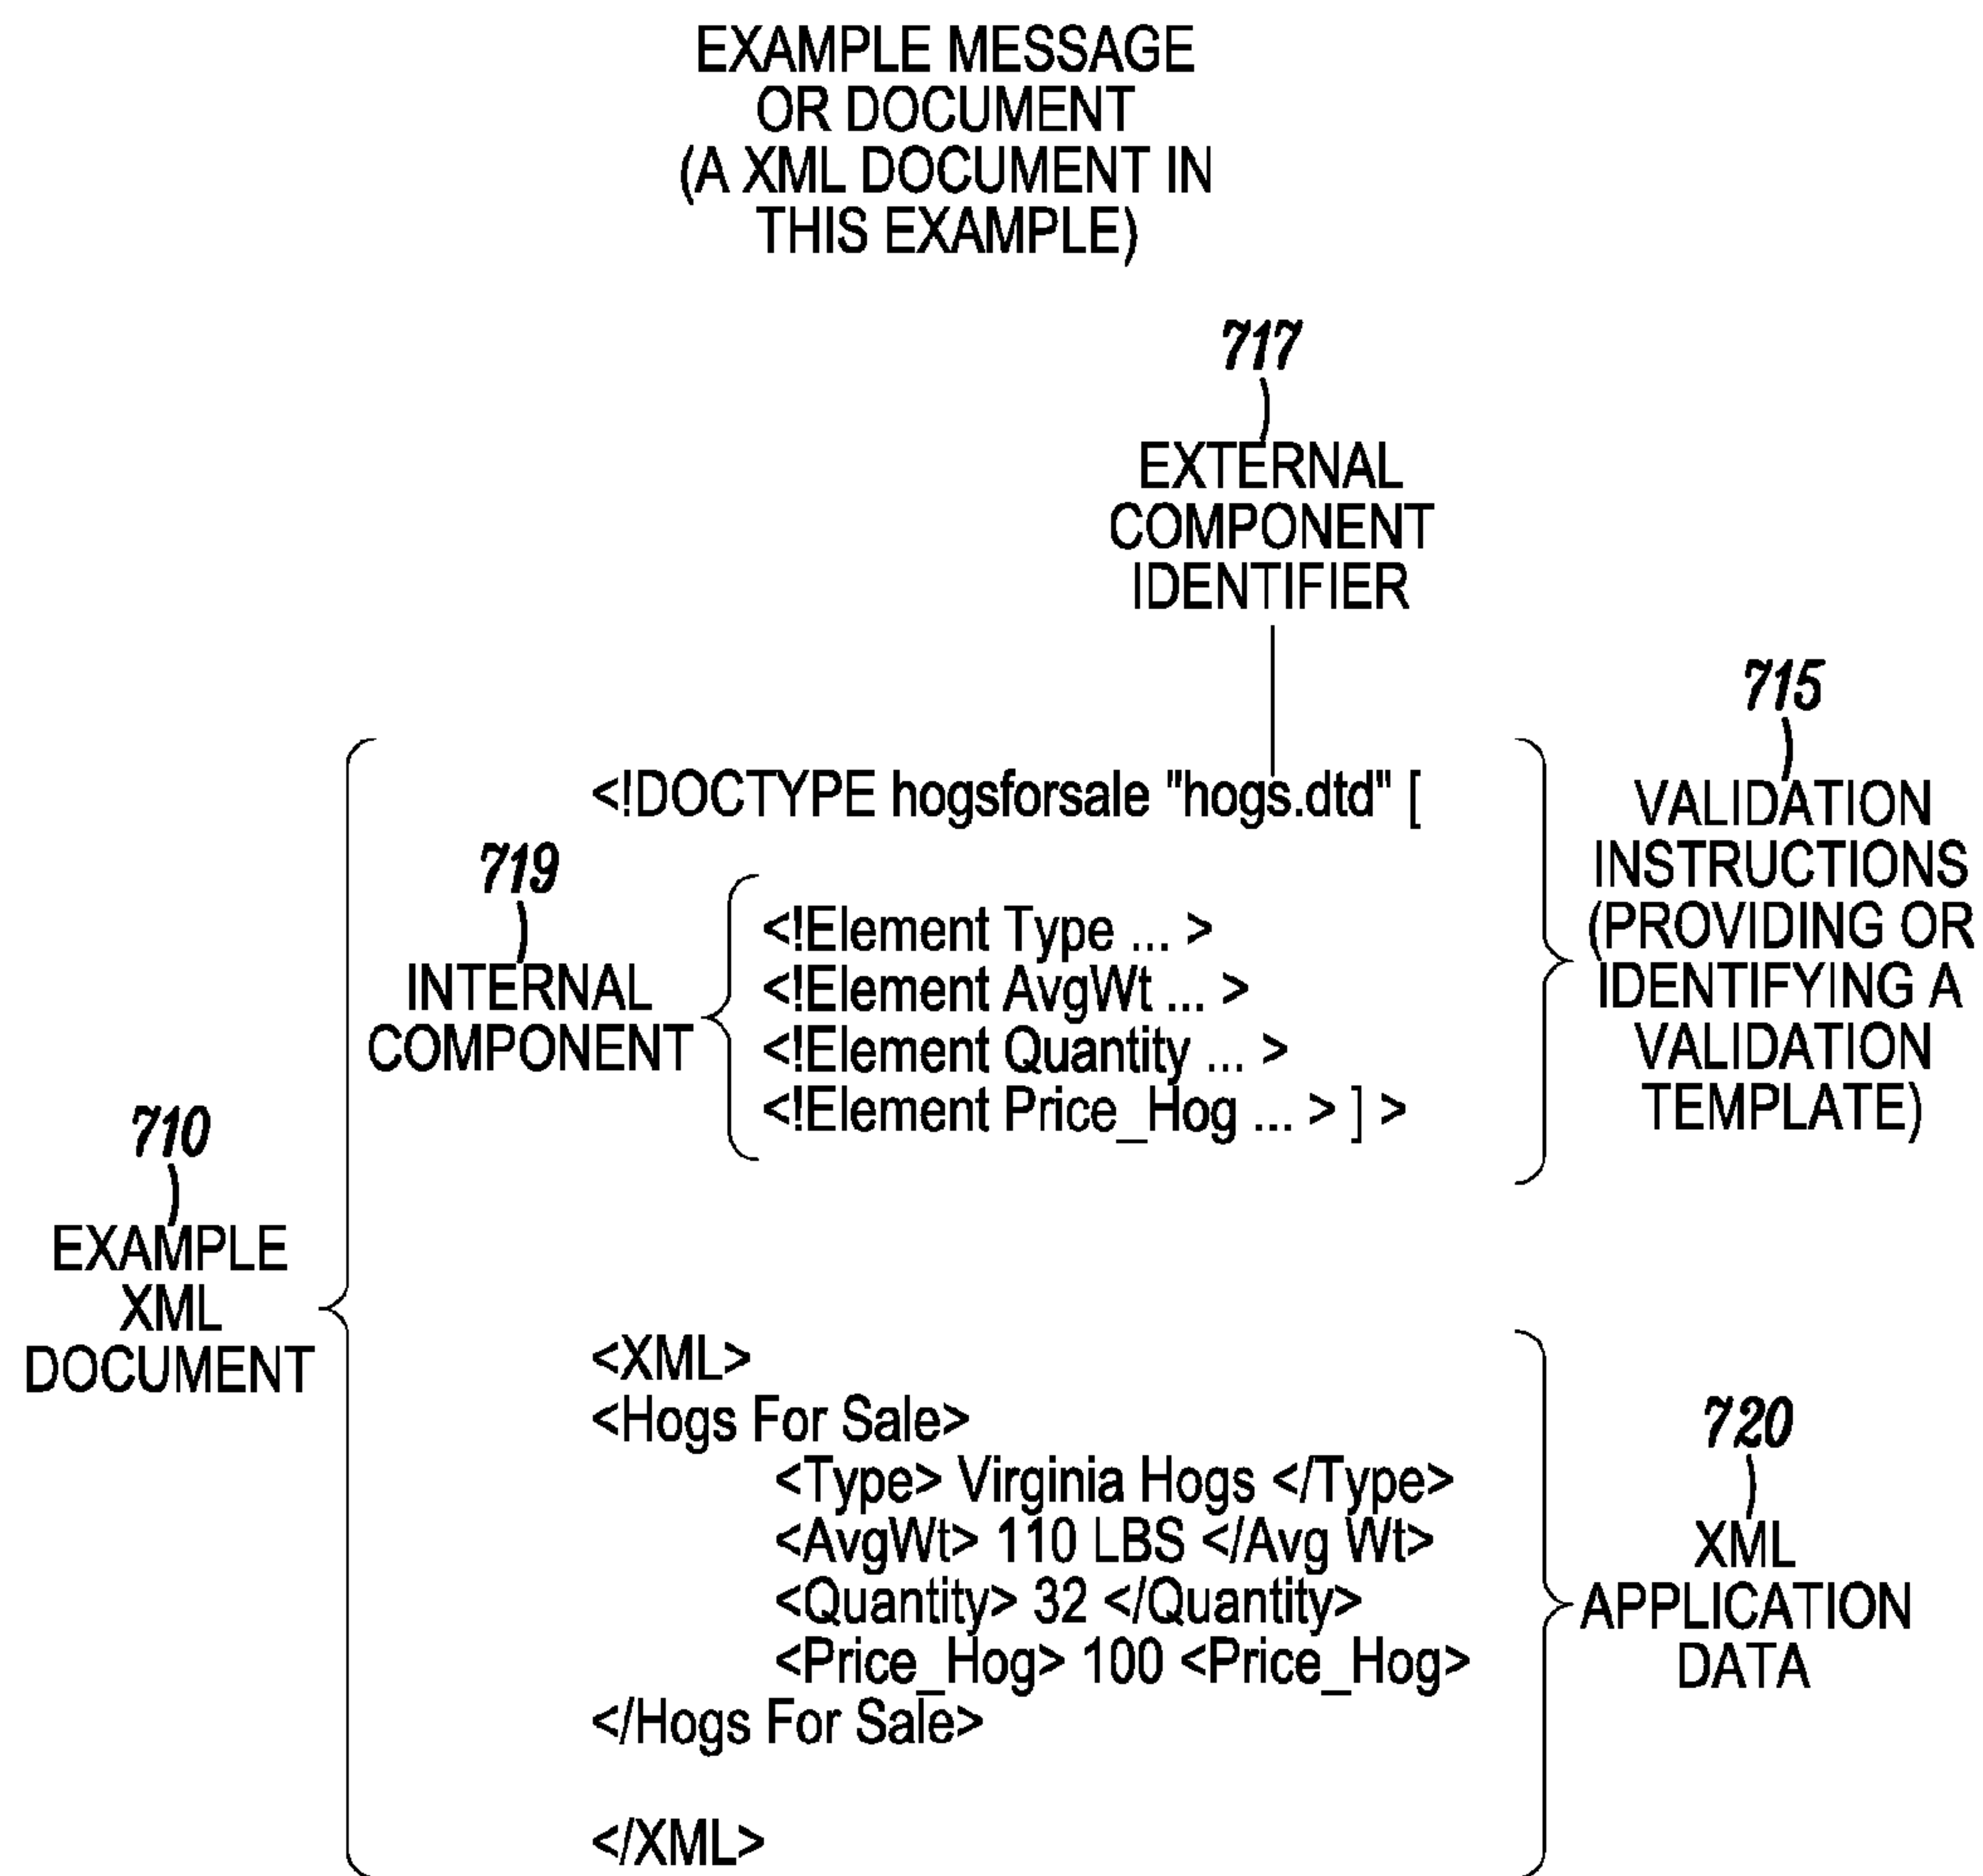 EXAMPLE MESSAGE
OR DOCUMENT
(A XML DOCUMENT IN
THIS EXAMPLE)
717
EXTERNAL
COMPONENT
IDENTIFIER
715
VALIDATION
INSTRUCTIONS
(PROVIDING OR
IDENTIFYING A
VALIDATION
TEMPLATE)
<!DOCTYPE hogsforsale "hogs.dtd" [
719
INTERNAL
COMPONENT
<!Element Type ... >
<!Element AvgWt ... >
<!Element Quantity ... >
<!Element Price_Hog ... > ] >
710
EXAMPLE
XML
DOCUMENT
<XML>
<Hogs For Sale>
<Type> Virginia Hogs </Type>
<AvgWt> 110 LBS </Avg Wt>
<Quantity> 32 </Quantity>
<Price_Hog> 100 <Price_Hog>
</Hogs For Sale>
</XML>
720
XML
APPLICATION
DATA